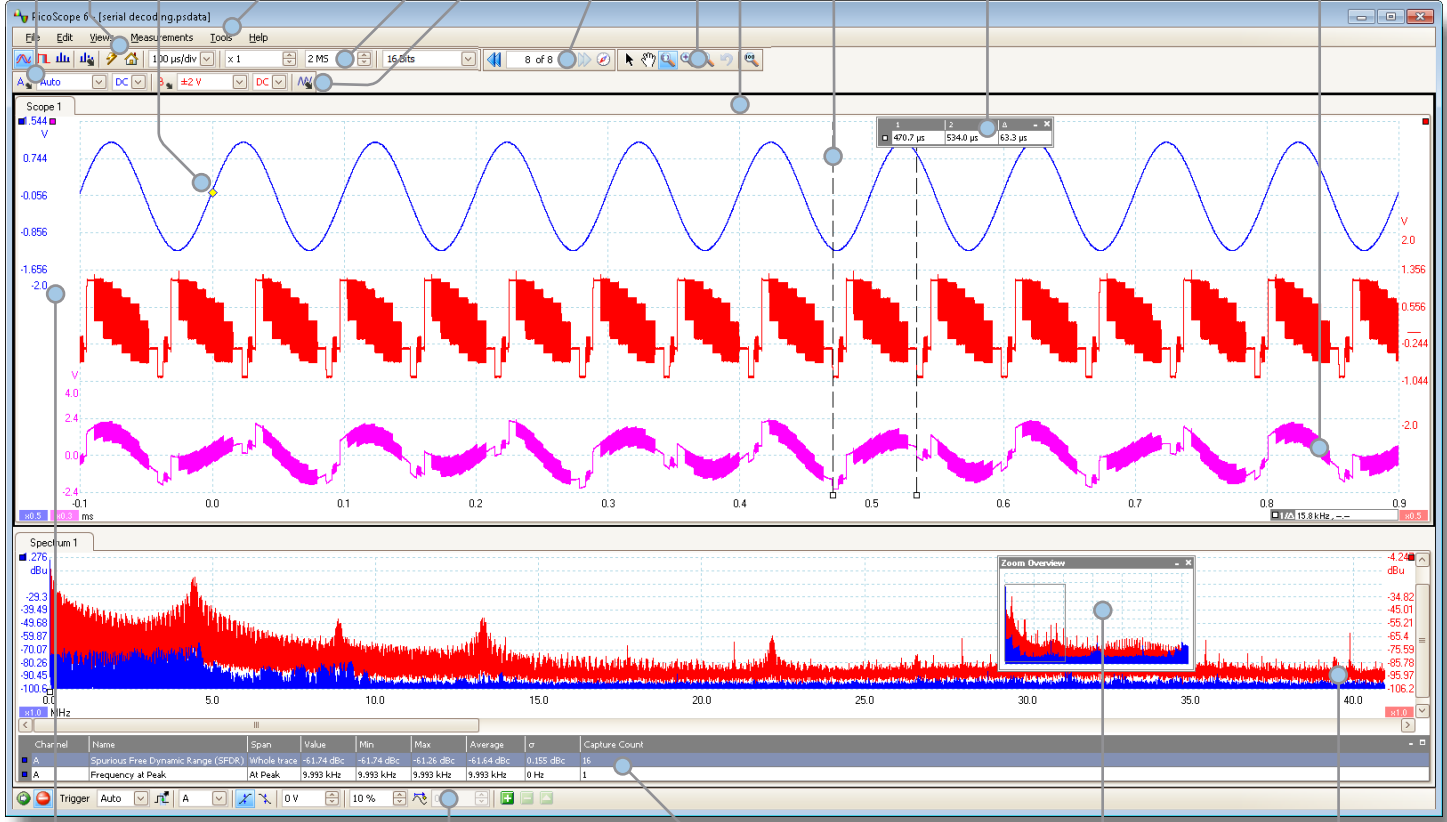 PicoScope 6 - [serial decoding.psdata]
File Edit Views Measurements Tools Help
100 µs/div x 1 2 MS 16 Bits 8 of 8
A Auto DC B ±2 V DC
Scope 1
1 2 Δ
470.7 µs 534.0 µs 63.3 µs
.544
V
0.744
-0.056
-0.856
-1.656
-2.0
V
2.0
1.356
0.556
-0.244
-1.044
-2.0
V
4.0
2.4
0.0
-2.4
-0.1 0.0 0.1 0.2 0.3 0.4 0.5 0.6 0.7 0.8 0.9
x0.5 x0.3 ms
1/Δ 15.8 kHz , --.--
x0.5
Spectrum 1
.276
dBu
-29.3
-39.49
-49.68
-59.87
-70.07
-80.26
-90.45
-100.6
Zoom Overview
-4.24
dBu
-34.82
-45.01
-55.21
-65.4
-75.59
-85.78
-95.97
-106.2
0.0 5.0 10.0 15.0 20.0 25.0 30.0 35.0 40.0
x1.0 MHz
x1.0
Channel Name Span Value Min Max Average σ Capture Count
A Spurious Free Dynamic Range (SFDR) Whole trace -61.74 dBc -61.74 dBc -61.26 dBc -61.64 dBc 0.155 dBc 16
A Frequency at Peak At Peak 9.993 kHz 9.993 kHz 9.993 kHz 9.993 kHz 0 Hz 1
Trigger Auto A 0 V 10 %